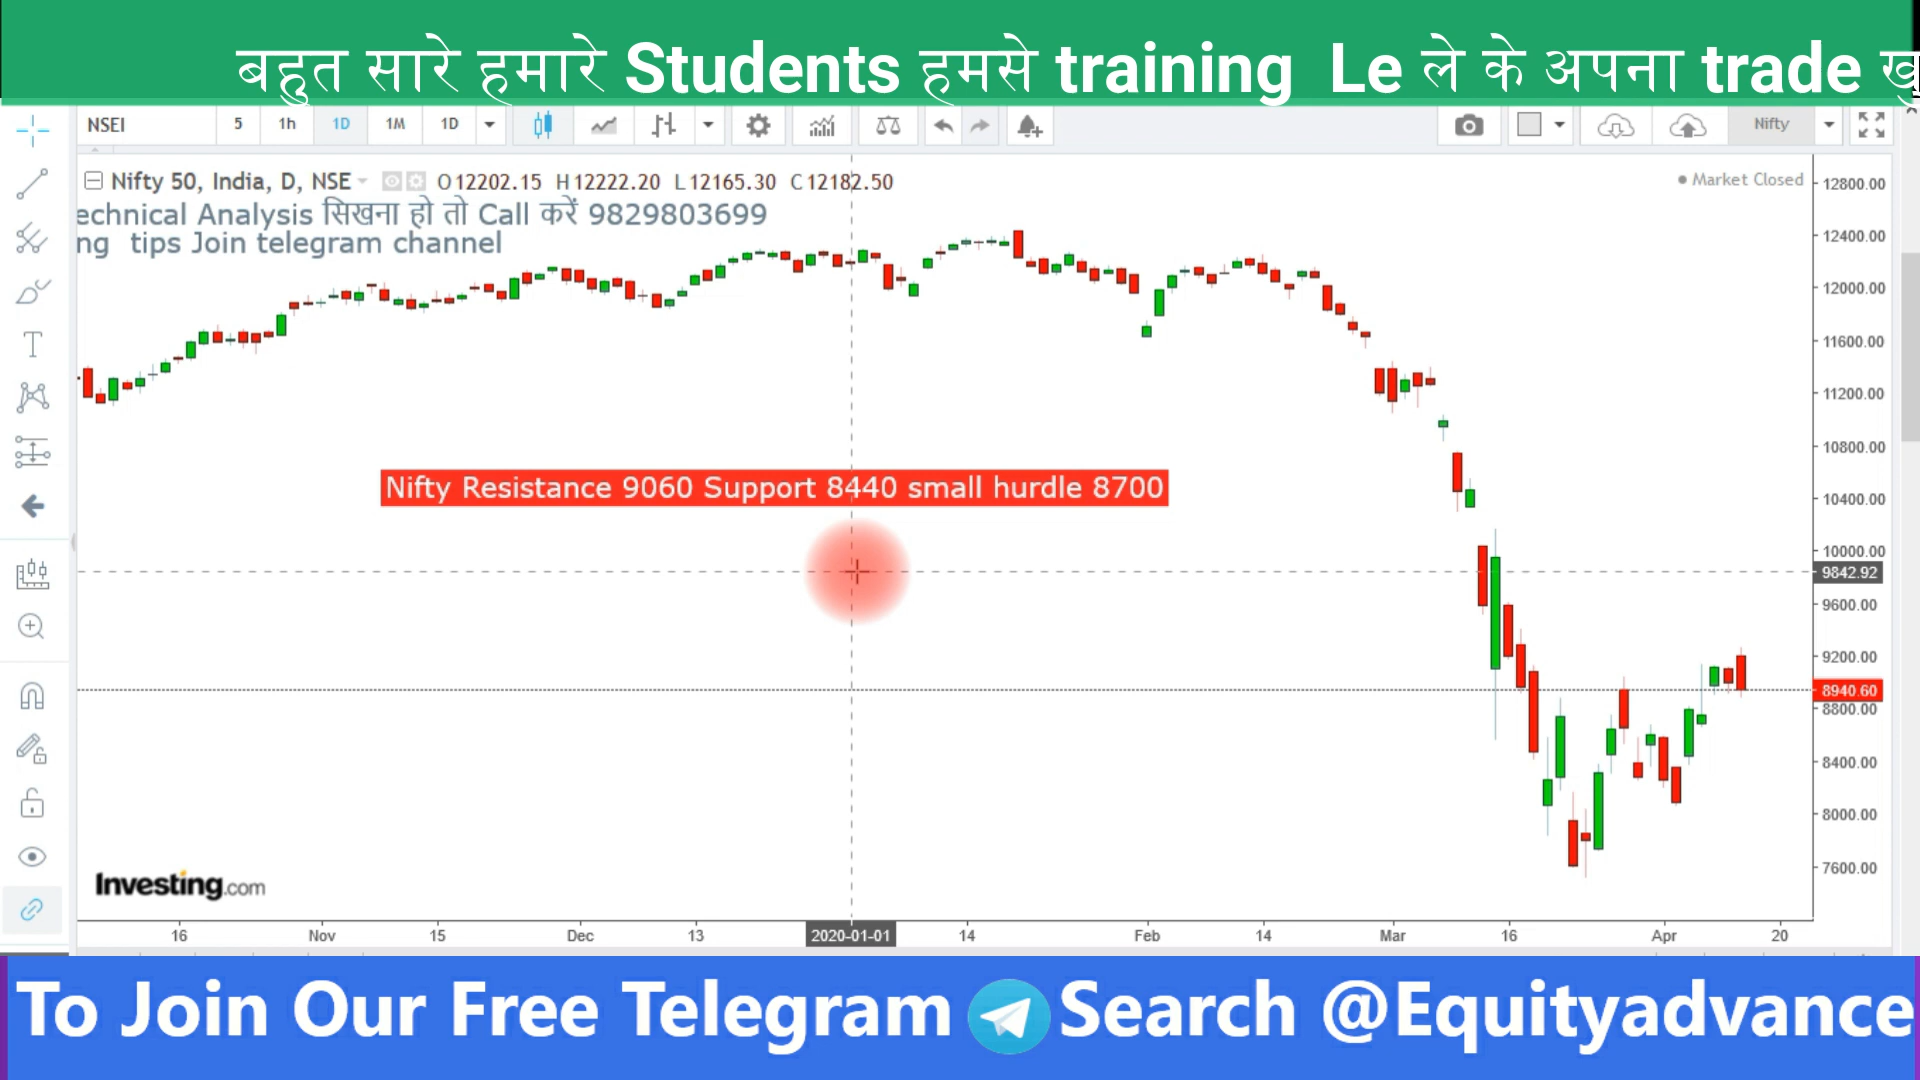 बहुत सारे हमारे Students हमसे training Le ले के अपना trade
NSEI 5 1h 1D 1M 1D Nifty
Nifty 50, India, D, NSE O12202.15 H12222.20 L12165.30 C12182.50 Market Closed
echnical Analysis सिखना हो तो Call करें 9829803699
ng tips Join telegram channel
12800.00
12400.00
12000.00
11600.00
11200.00
10800.00
Nifty Resistance 9060 Support 8440 small hurdle 8700
10400.00
10000.00
9842.92
9600.00
9200.00
8940.60
8800.00
8400.00
8000.00
7600.00
Investing.com
16 Nov 15 Dec 13 2020-01-01 14 Feb 14 Mar 16 Apr 20
To Join Our Free Telegram Search @Equityadvance